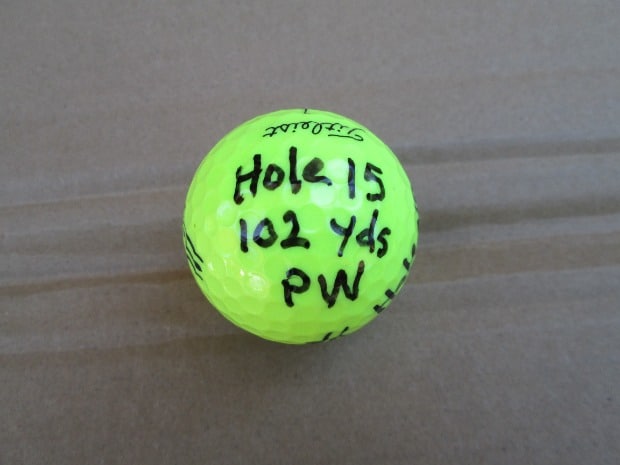 Titleist
Hole 15
102 yds
PW